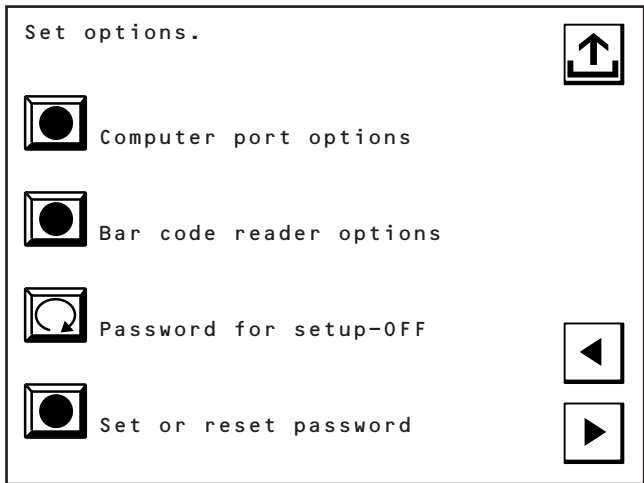 Set options.
Computer port options
Bar code reader options
Password for setup-OFF
Set or reset password